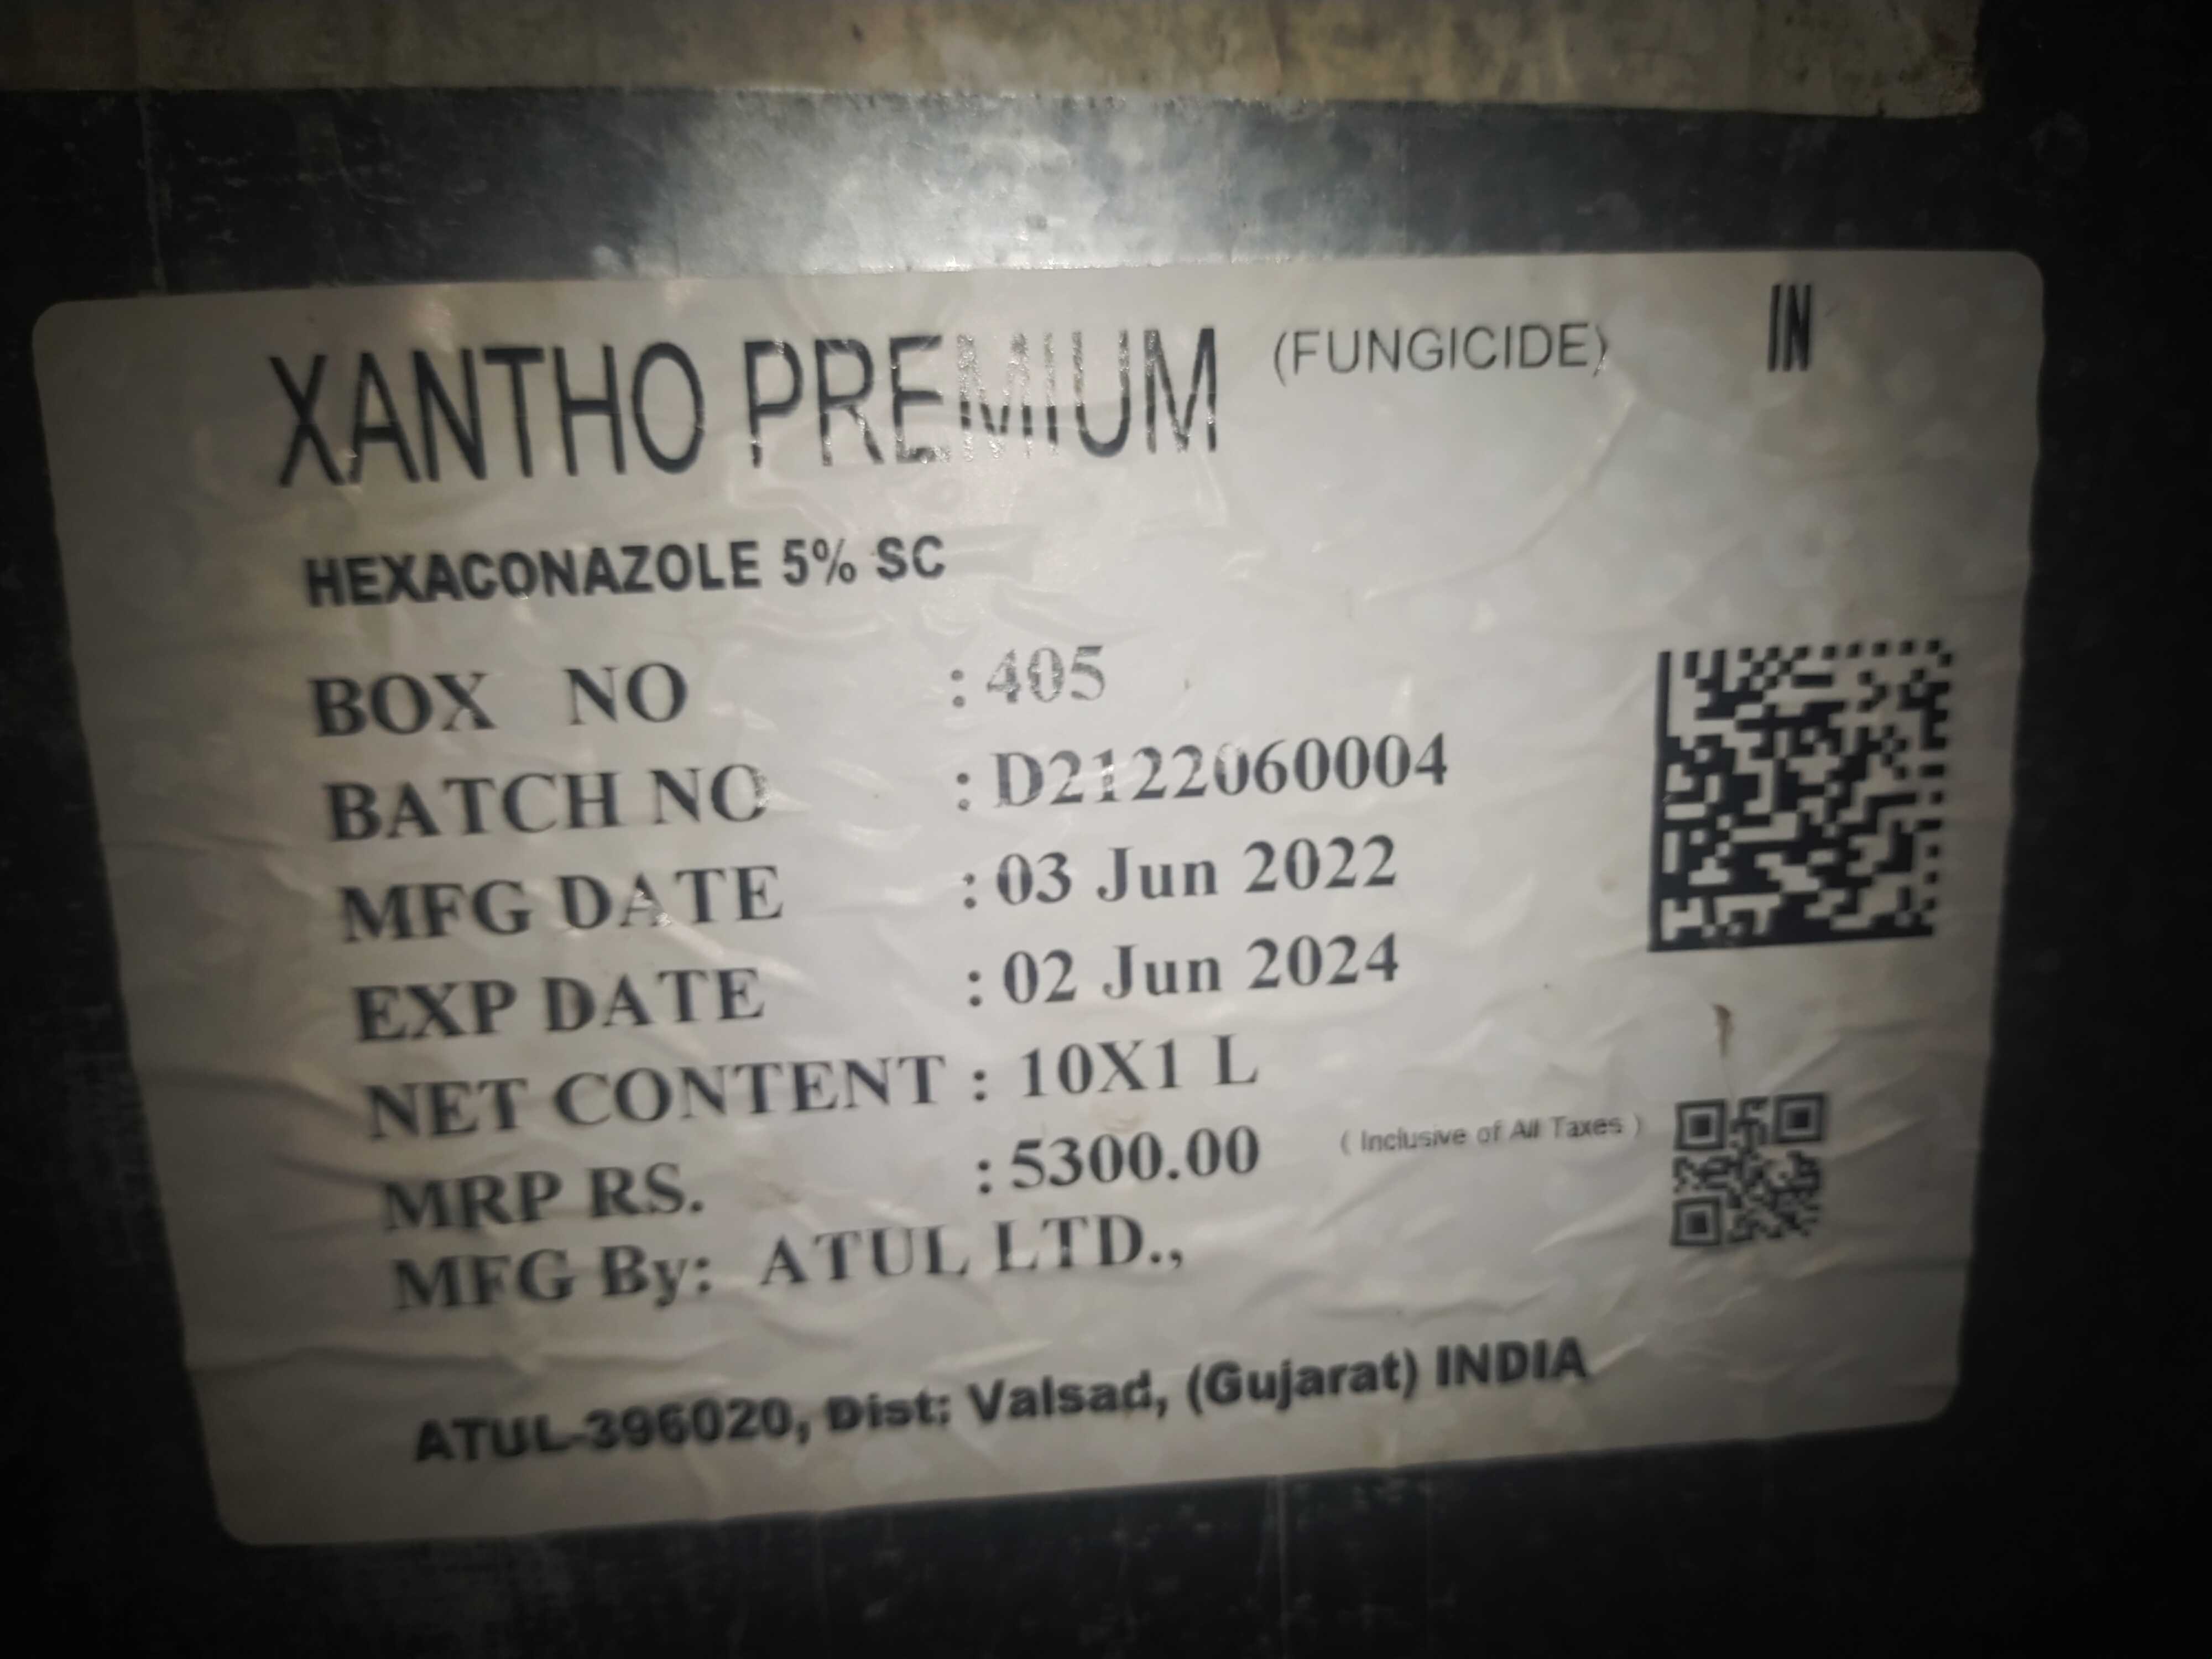 XANTHO PREMIUM (FUNGICIDE) IN
HEXACONAZOLE 5% SC
BOX NO : 405
BATCH NO : D2122060004
MFG DATE : 03 Jun 2022
EXP DATE : 02 Jun 2024
NET CONTENT : 10X1 L
MRP RS. : 5300.00 ( Inclusive of All Taxes )
MFG By: ATUL LTD.,
ATUL-396020, Dist: Valsad, (Gujarat) INDIA